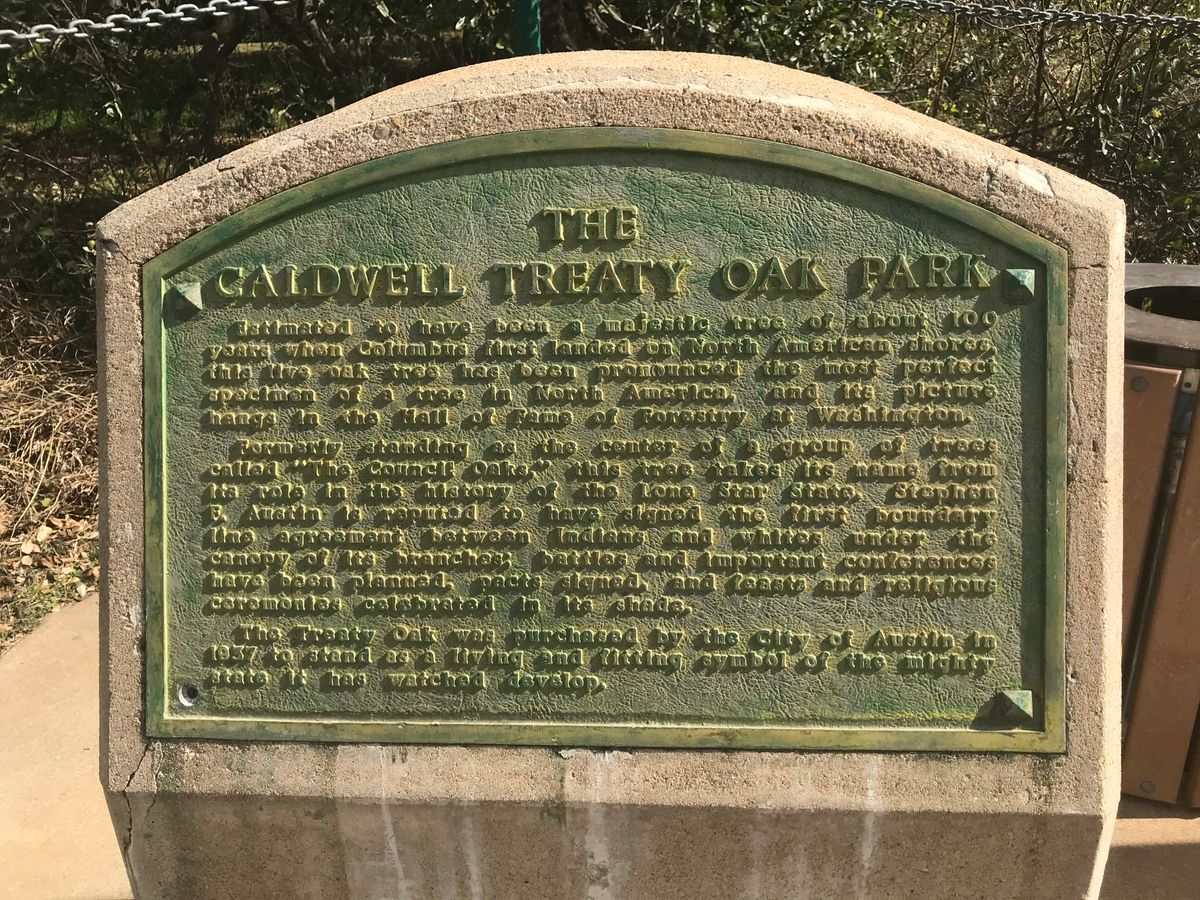 THE
CALDWELL TREATY OAK PARK
Estimated to have been a majestic tree of about 100
years when Columbus first landed on North American shores,
this live oak tree has been pronounced the most perfect
specimen of a tree in North America, and its picture
hangs in the Hall of Fame of Forestry at Washington.
Formerly standing as the center of a group of trees
called "The Council Oaks," this tree takes its name from
its role in the history of the Lone Star State. Stephen
F. Austin is reputed to have signed the first boundary
line agreement between Indians and whites under the
canopy of its branches; battles and important conferences
have been planned, pacts signed, and feasts and religious
ceremonies celebrated in its shade.
The Treaty Oak was purchased by the City of Austin in
1937 to stand as a living and fitting symbol of the mighty
state it has watched develop.